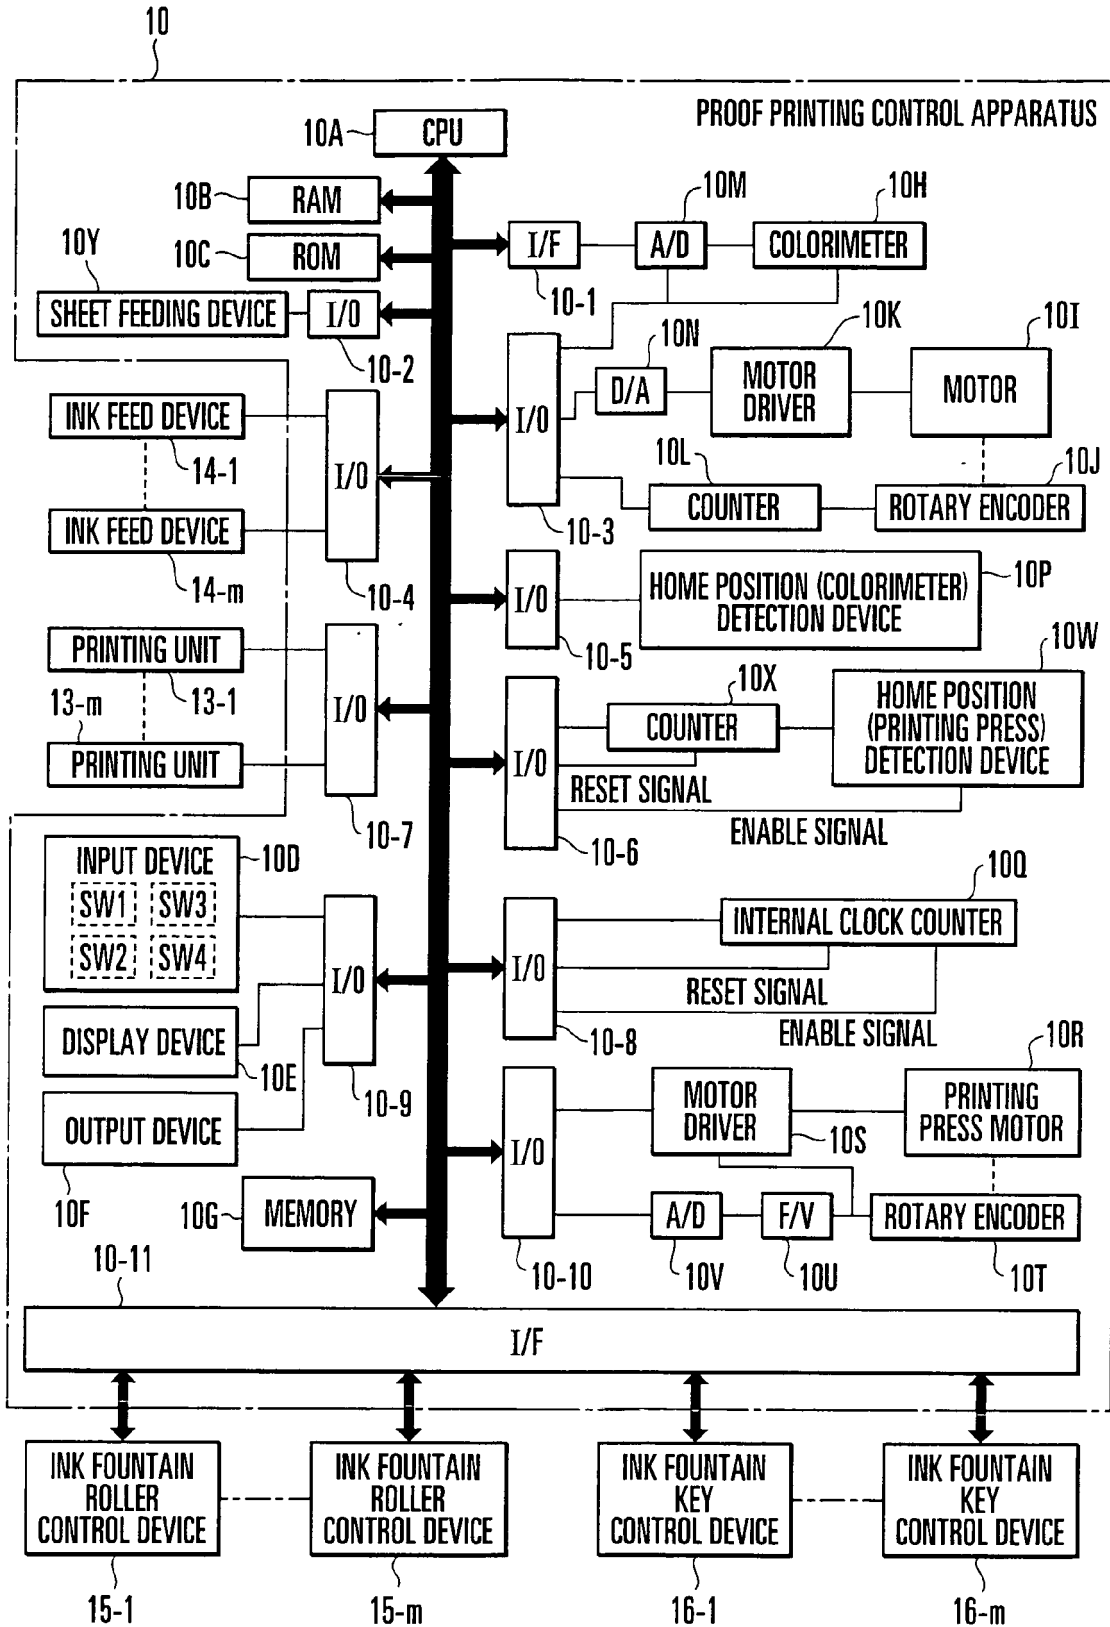 10
PROOF PRINTING CONTROL APPARATUS
10A
CPU
10B
RAM
10M
10H
10Y
10C
ROM
I/F
A/D
COLORIMETER
SHEET FEEDING DEVICE
I/O
10-1
10-2
10N
10K
10I
INK FEED DEVICE
14-1
I/O
I/O
D/A
MOTOR
DRIVER
MOTOR
10L
10J
INK FEED DEVICE
14-m
10-4
10-3
COUNTER
ROTARY ENCODER
I/O
HOME POSITION (COLORIMETER)
DETECTION DEVICE
10P
10-5
PRINTING UNIT
13-m
13-1
I/O
PRINTING UNIT
10-7
10X
10W
I/O
COUNTER
HOME POSITION
(PRINTING PRESS)
DETECTION DEVICE
RESET SIGNAL
ENABLE SIGNAL
10-6
INPUT DEVICE
10D
SW1
SW3
SW2
SW4
I/O
10Q
INTERNAL CLOCK COUNTER
I/O
RESET SIGNAL
ENABLE SIGNAL
10-8
DISPLAY DEVICE
10E
10-9
OUTPUT DEVICE
10F
10R
MOTOR
DRIVER
10S
PRINTING
PRESS MOTOR
I/O
10G
MEMORY
A/D
F/V
ROTARY ENCODER
10-10
10V
10U
10T
10-11
I/F
INK FOUNTAIN
ROLLER
CONTROL DEVICE
INK FOUNTAIN
ROLLER
CONTROL DEVICE
INK FOUNTAIN
KEY
CONTROL DEVICE
INK FOUNTAIN
KEY
CONTROL DEVICE
15-1
15-m
16-1
16-m